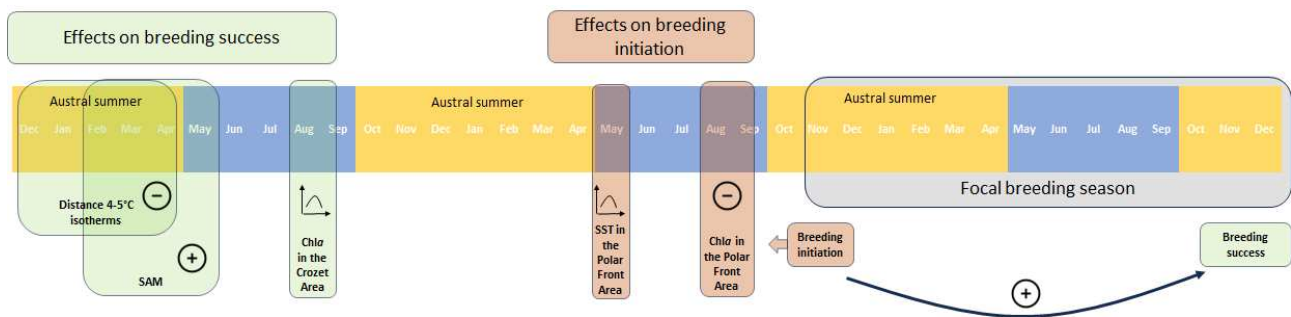 Effects on breeding success
Effects on breeding
initiation
Austral summer
Austral summer
Austral summer
Dec Jan Feb Mar Apr May Jun Jul Aug Sep Oct Nov Dec Jan Feb Mar Apr May Jun Jul Aug Sep Oct Nov Dec Jan Feb Mar Apr May Jun Jul Aug Sep Oct Nov Dec
Focal breeding season
−
Distance 4-5°C
isotherms
+
SAM
Chla
in the
Crozet
Area
SST in
the
Polar
Front
Area
−
Chla in
the Polar
Front
Area
Breeding
initiation
Breeding
success
+